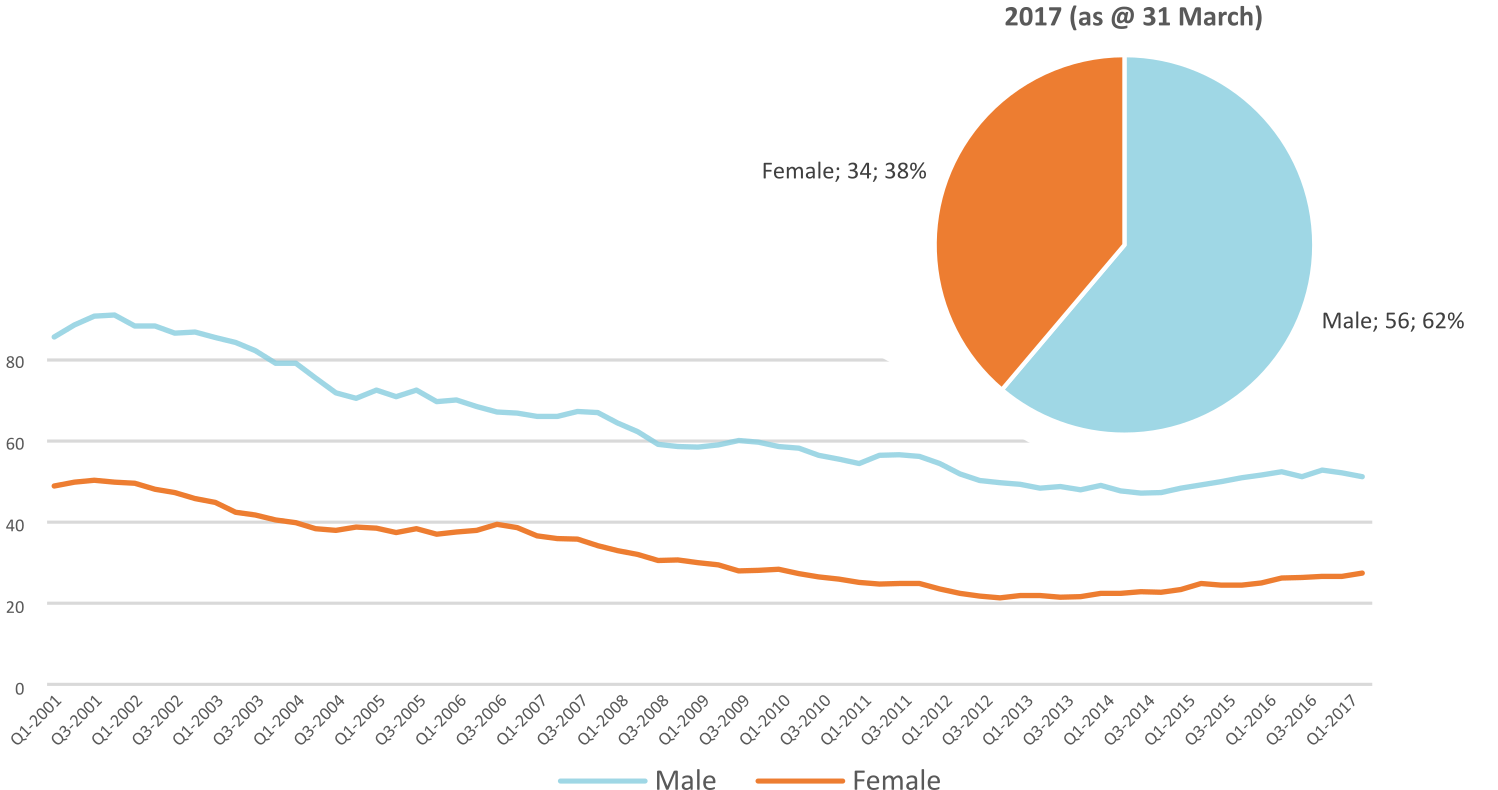 2017 (as @ 31 March)
Female; 34; 38%
Male; 56; 62%
80
60
40
20
0
Q1-2001
Q3-2001
Q1-2002
Q3-2002
Q1-2003
Q3-2003
Q1-2004
Q3-2004
Q1-2005
Q3-2005
Q1-2006
Q3-2006
Q1-2007
Q3-2007
Q1-2008
Q3-2008
Q1-2009
Q3-2009
Q1-2010
Q3-2010
Q1-2011
Q3-2011
Q1-2012
Q3-2012
Q1-2013
Q3-2013
Q1-2014
Q3-2014
Q1-2015
Q3-2015
Q1-2016
Q3-2016
Q1-2017
Male
Female